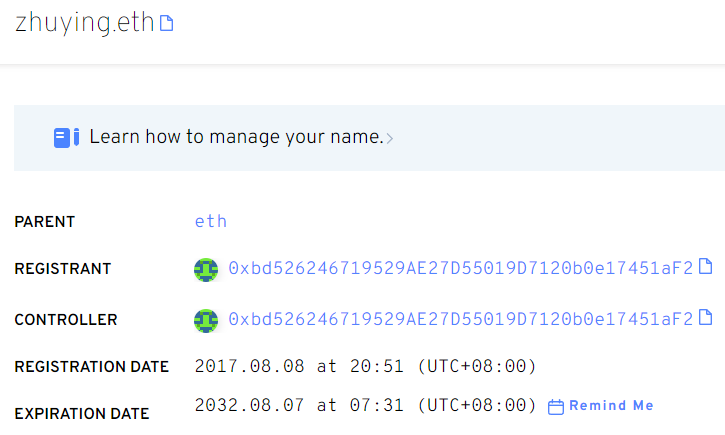 zhuying.eth
Learn how to manage your name.
PARENT eth
REGISTRANT 0xbd526246719529AE27D55019D7120b0e17451aF2
CONTROLLER 0xbd526246719529AE27D55019D7120b0e17451aF2
REGISTRATION DATE 2017.08.08 at 20:51 (UTC+08:00)
EXPIRATION DATE 2032.08.07 at 07:31 (UTC+08:00) Remind Me